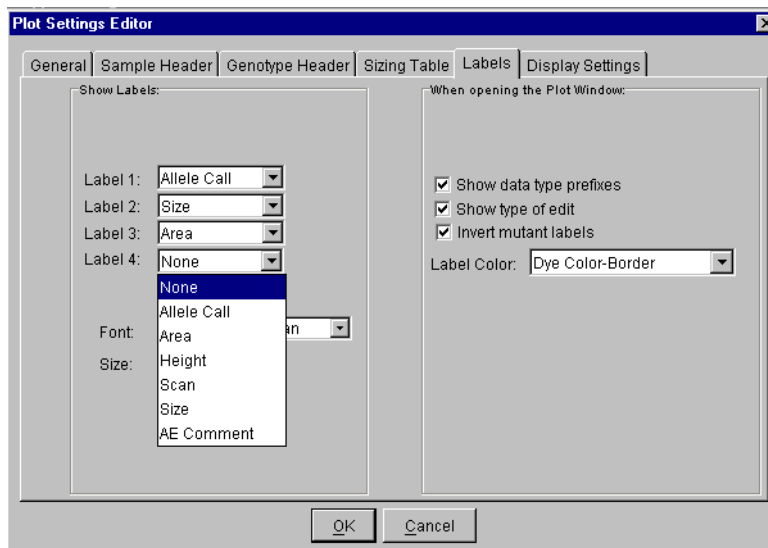 Plot Settings Editor
General Sample Header Genotype Header Sizing Table Labels Display Settings
Show Labels:
Label 1: Allele Call
Label 2: Size
Label 3: Area
Label 4: None
None
Allele Call
Area
Height
Scan
Size
AE Comment
Font:
Size:
When opening the Plot Window:
Show data type prefixes
Show type of edit
Invert mutant labels
Label Color: Dye Color-Border
OK Cancel